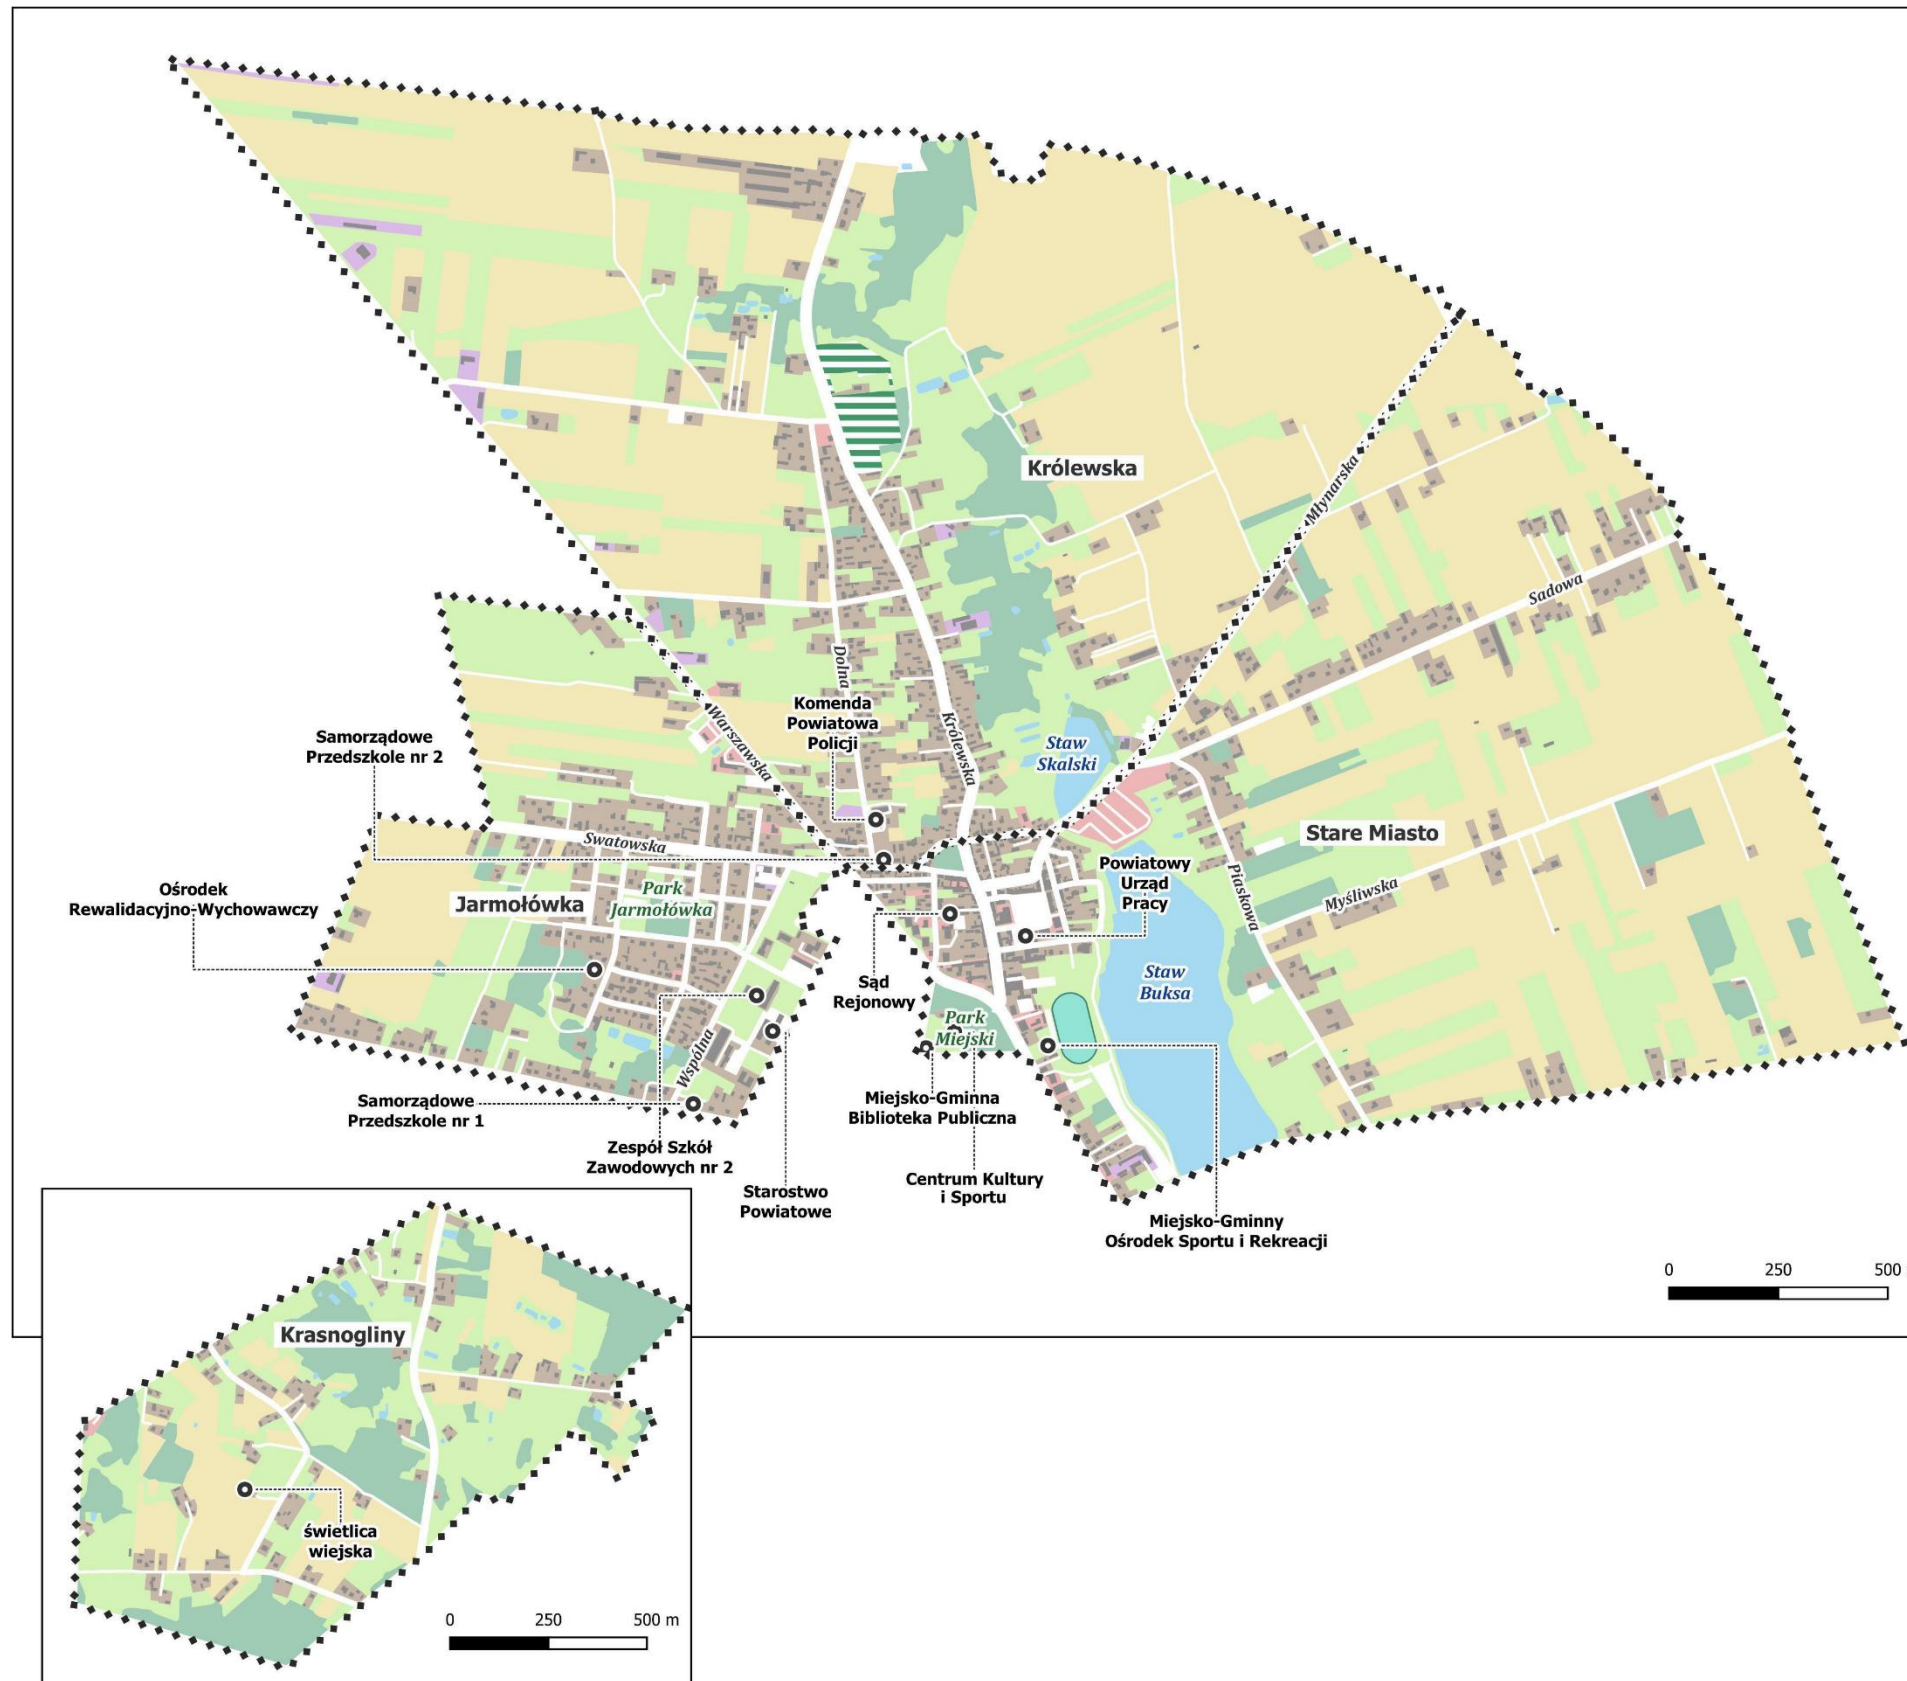 Królewska
Młynarska
Sadowa
Dolna
Komenda
Powiatowa
Policji
Warszawska
Królewska
Staw
Skalski
Samorządowe
Przedszkole nr 2
Swatowska
Stare Miasto
Powiatowy
Urząd
Pracy
Piaskowa
Myśliwska
Ośrodek
Rewalidacyjno-Wychowawczy
Jarmołówka
Park
Jarmołówka
Sąd
Rejonowy
Staw
Buksa
Park
Miejski
Wspólna
Samorządowe
Przedszkole nr 1
Miejsko-Gminna
Biblioteka Publiczna
Zespół Szkół
Zawodowych nr 2
Starostwo
Powiatowe
Centrum Kultury
i Sportu
Miejsko-Gminny
Ośrodek Sportu i Rekreacji
0 250 500
Krasnogliny
świetlica
wiejska
0 250 500 m